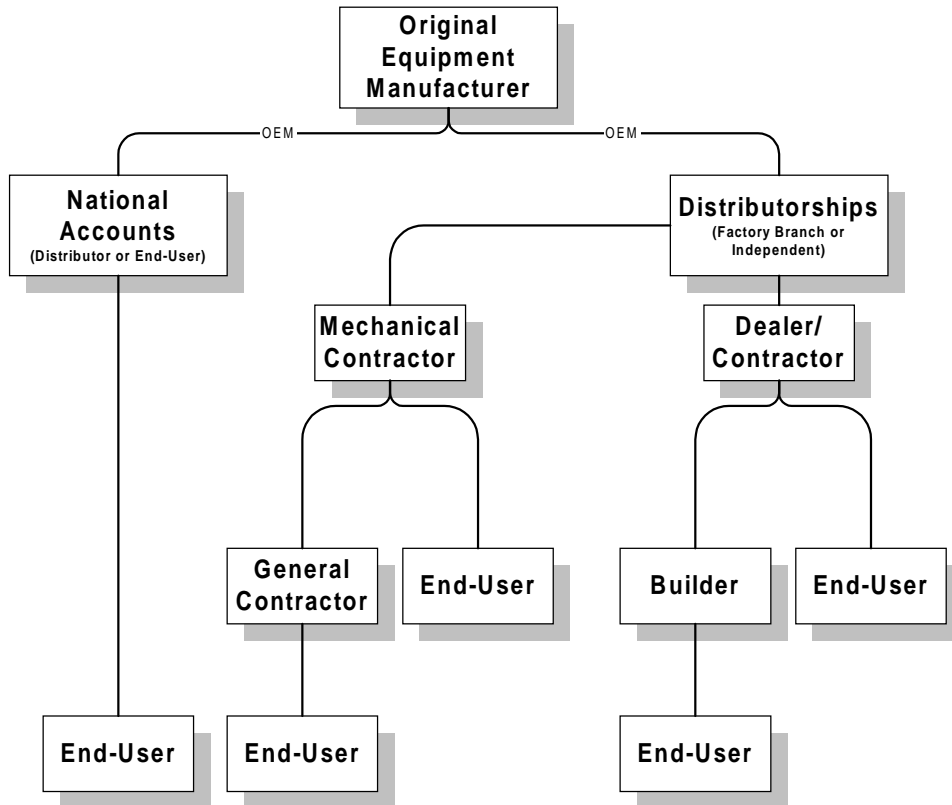 Original
Equipment
Manufacturer
OEM
OEM
National
Accounts
(Distributor or End-User)
Distributorships
(Factory Branch or
Independent)
Mechanical
Contractor
Dealer/
Contractor
General
Contractor
End-User
Builder
End-User
End-User
End-User
End-User